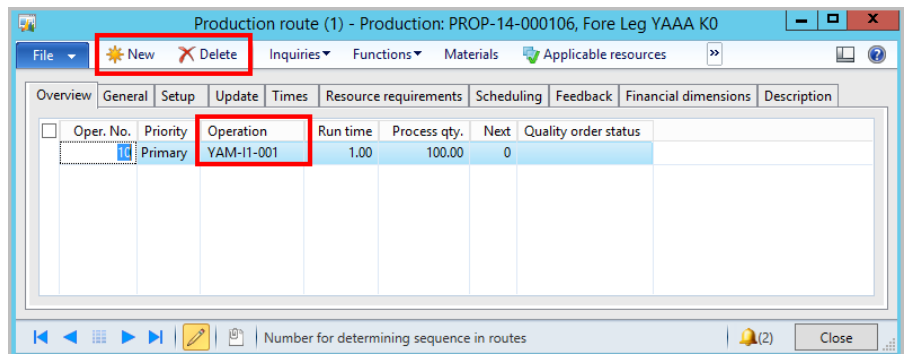 Production route (1) - Production: PROP-14-000106, Fore Leg YAAA K0
File New Delete Inquiries Functions Materials Applicable resources »
Overview General Setup Update Times Resource requirements Scheduling Feedback Financial dimensions Description
Oper. No. Priority Operation Run time Process qty. Next Quality order status
10 Primary YAM-I1-001 1.00 100.00 0
Number for determining sequence in routes (2) Close